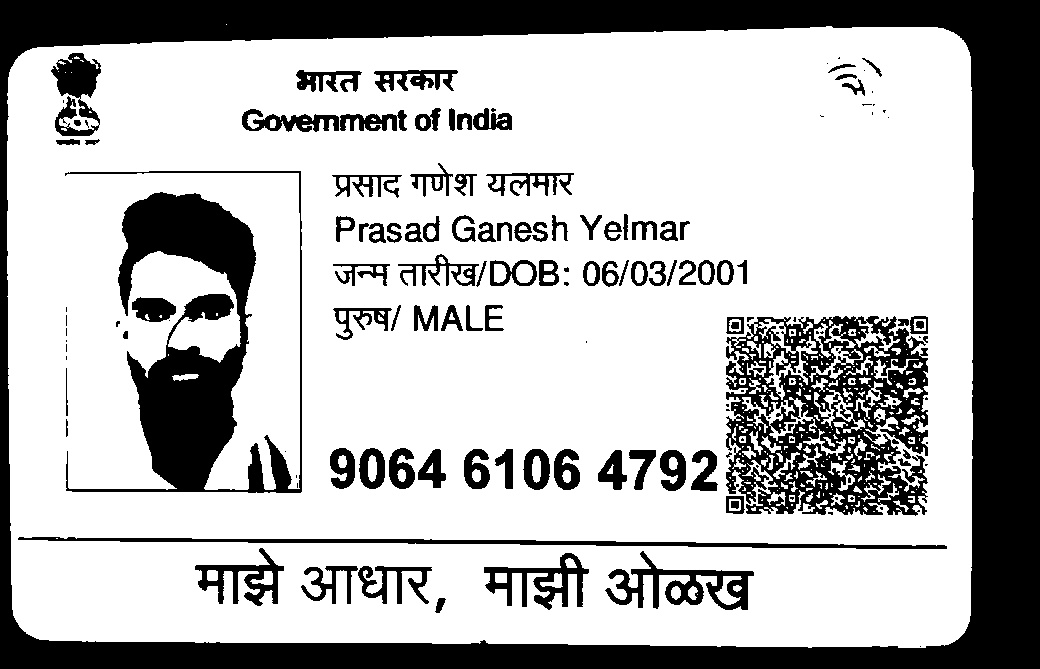 भारत सरकार
Government of India
प्रसाद गणेश यलमार
Prasad Ganesh Yelmar
जन्म तारीख/DOB: 06/03/2001
पुरुष/ MALE
9064 6106 4792
माझे आधार, माझी ओळख